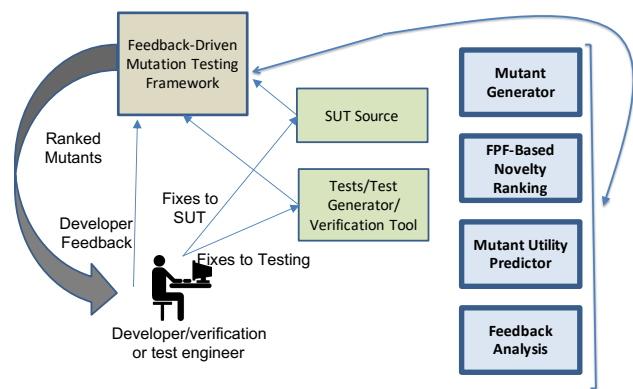 Feedback-Driven
Mutation Testing
Framework
Ranked
Mutants
Developer
Feedback
Fixes to
SUT
Fixes to Testing
SUT Source
Tests/Test
Generator/
Verification Tool
Developer/verification
or test engineer
Mutant
Generator
FPF-Based
Novelty
Ranking
Mutant Utility
Predictor
Feedback
Analysis